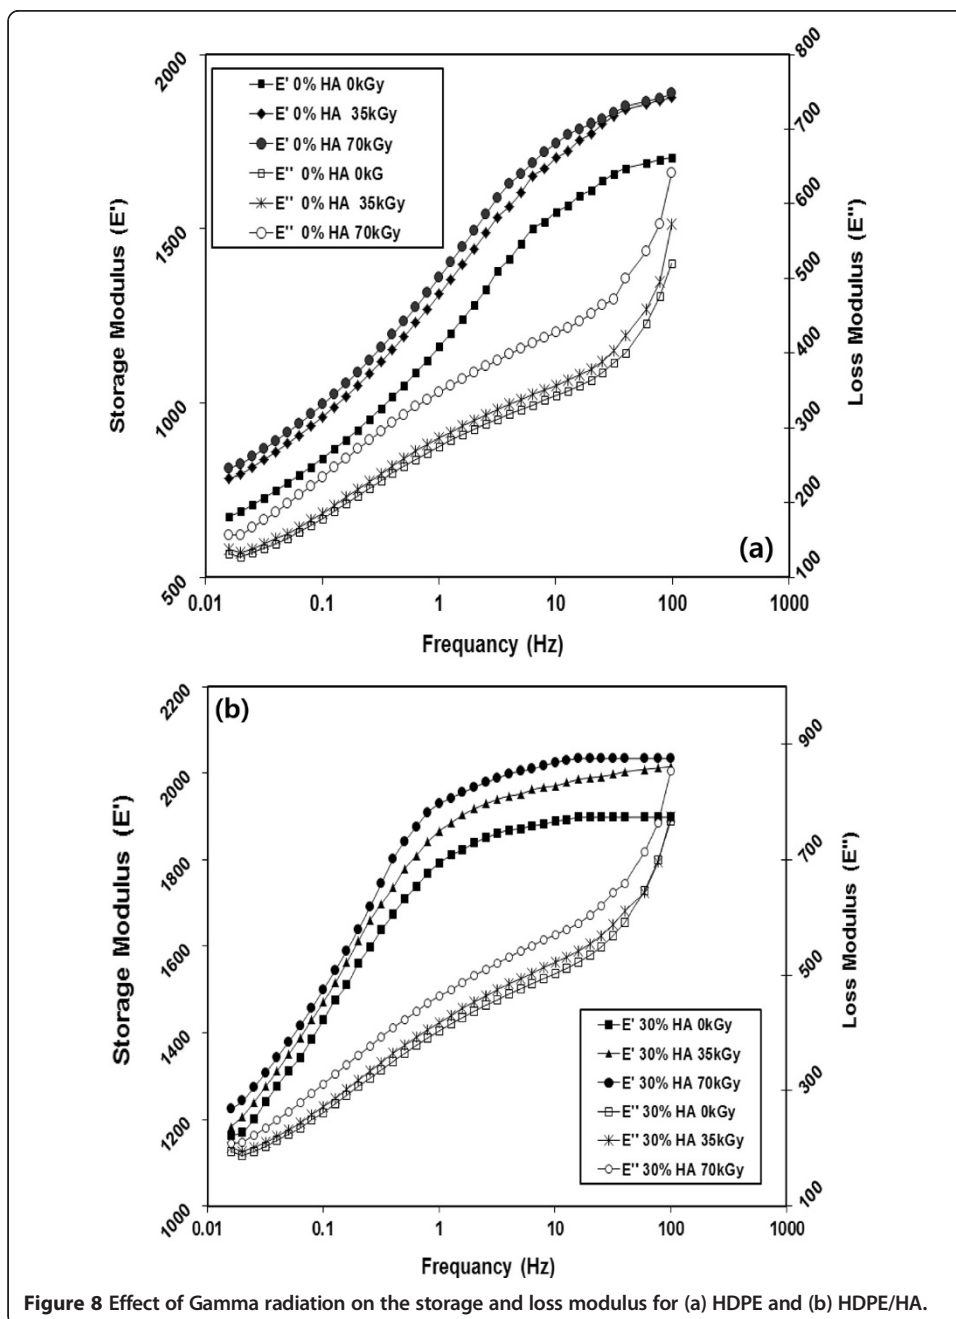 2000
1500
1000
500
Storage Modulus (E')
E' 0% HA 0kGy
E' 0% HA 35kGy
E' 0% HA 70kGy
E'' 0% HA 0kG
E'' 0% HA 35kGy
E'' 0% HA 70kGy
800
700
600
500
400
300
200
100
Loss Modulus (E'')
(a)
0.01 0.1 1 10 100 1000
Frequancy (Hz)
(b)
2200
2000
1800
1600
1400
1200
1000
Storage Modulus (E')
900
700
500
300
100
Loss Modulus (E'')
E' 30% HA 0kGy
E' 30% HA 35kGy
E' 30% HA 70kGy
E'' 30% HA 0kGy
E'' 30% HA 35kGy
E'' 30% HA 70kGy
0.01 0.1 1 10 100 1000
Frequancy (Hz)
Figure 8 Effect of Gamma radiation on the storage and loss modulus for (a) HDPE and (b) HDPE/HA.